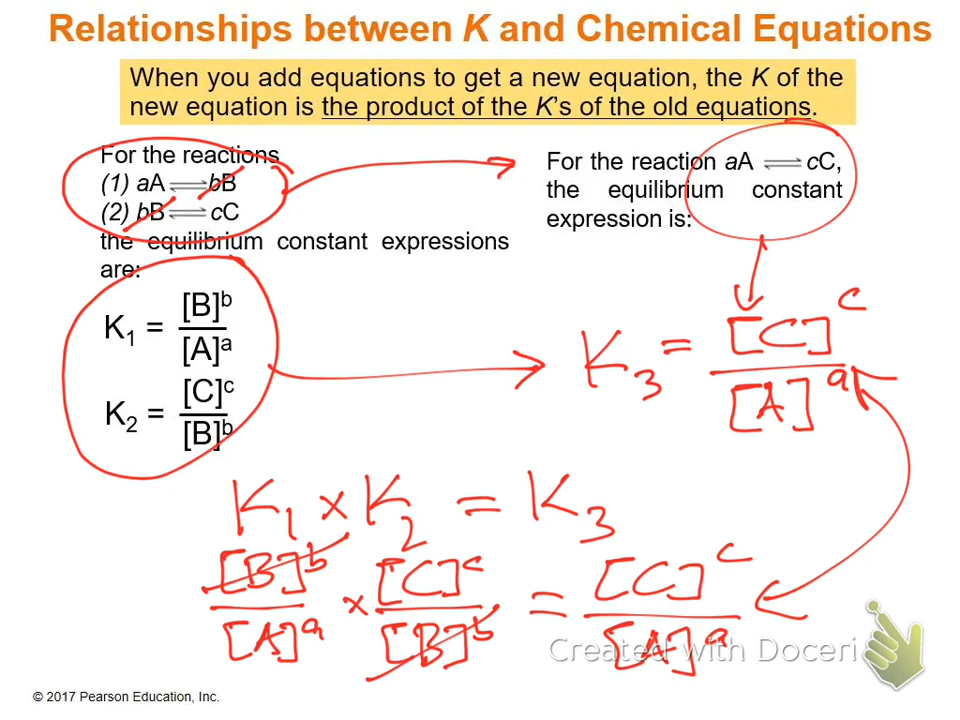 Relationships between K and Chemical Equations
When you add equations to get a new equation, the K of the
new equation is the product of the K's of the old equations.
For the reactions
(1) aA ⇌ bB
(2) bB ⇌ cC
the equilibrium constant expressions
are:
K₁ = [B]ᵇ / [A]ᵃ
K₂ = [C]ᶜ / [B]ᵇ
For the reaction aA ⇌ cC,
the equilibrium constant
expression is:
K₃ = [C]ᶜ / [A]ᵃ
K₁ × K₂ = K₃
[B]ᵇ / [A]ᵃ × [C]ᶜ / [B]ᵇ = [C]ᶜ / [A]ᵃ
Created with Doceri
© 2017 Pearson Education, Inc.